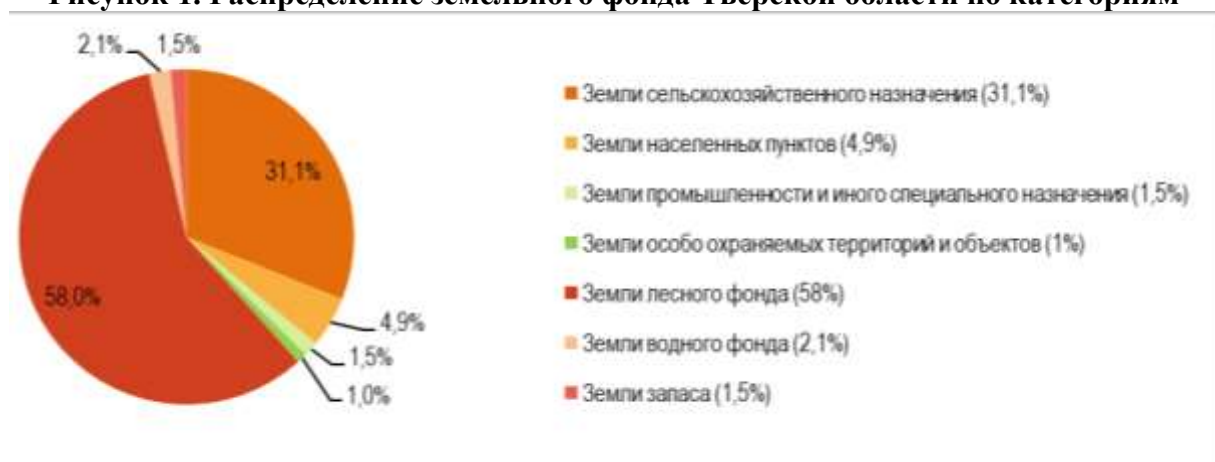 Рисунок 1. Распределение земельного фонда Тверской области по категориям
2,1% 1,5%
31,1%
58,0%
4,9%
1,5%
1,0%
Земли сельскохозяйственного назначения (31,1%)
Земли населенных пунктов (4,9%)
Земли промышленности и иного специального назначения (1,5%)
Земли особо охраняемых территорий и объектов (1%)
Земли лесного фонда (58%)
Земли водного фонда (2,1%)
Земли запаса (1,5%)